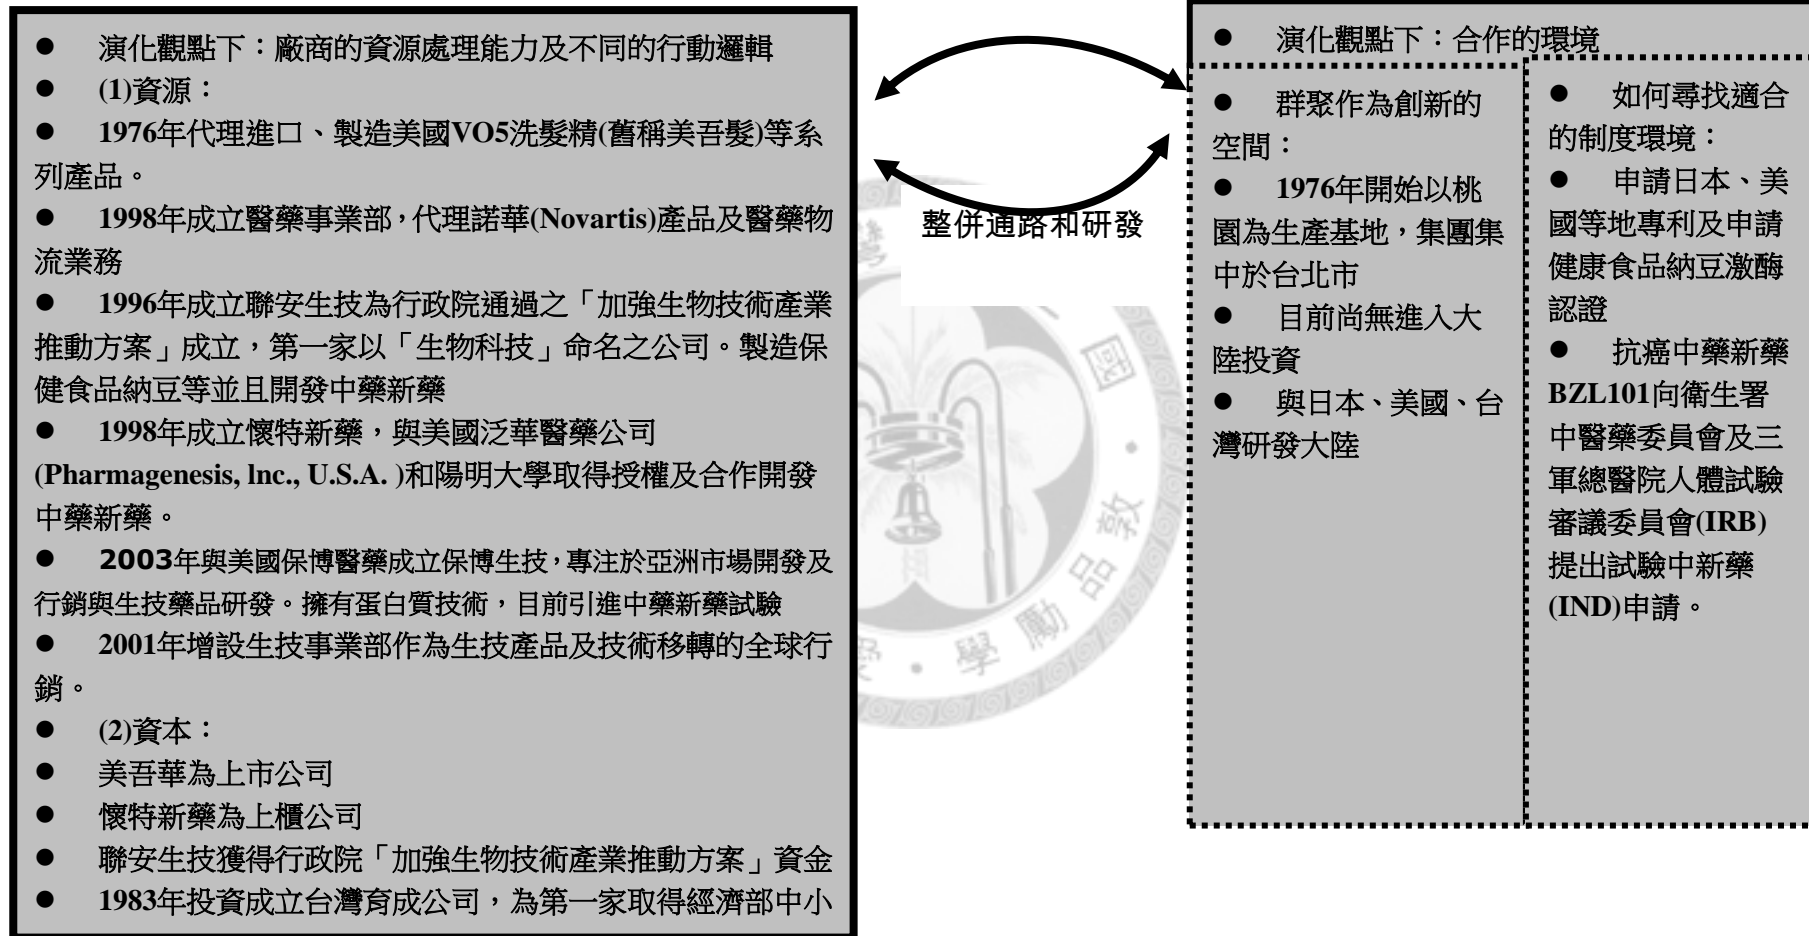 ● 演化觀點下：廠商的資源處理能力及不同的行動邏輯
● (1)資源：
● 1976年代理進口、製造美國VO5洗髮精(舊稱美吾髮)等系
列產品。
● 1998年成立醫藥事業部，代理諾華(Novartis)產品及醫藥物
流業務
● 1996年成立聯安生技為行政院通過之「加強生物技術產業
推動方案」成立，第一家以「生物科技」命名之公司。製造保
健食品納豆等並且開發中藥新藥
● 1998年成立懷特新藥，與美國泛華醫藥公司
(Pharmagenesis, lnc., U.S.A. )和陽明大學取得授權及合作開發
中藥新藥。
● 2003年與美國保博醫藥成立保博生技，專注於亞洲市場開發及
行銷與生技藥品研發。擁有蛋白質技術，目前引進中藥新藥試驗
● 2001年增設生技事業部作為生技產品及技術移轉的全球行
銷。
● (2)資本：
● 美吾華為上市公司
● 懷特新藥為上櫃公司
● 聯安生技獲得行政院「加強生物技術產業推動方案」資金
● 1983年投資成立台灣育成公司，為第一家取得經濟部中小
整併通路和研發
● 演化觀點下：合作的環境
● 群聚作為創新的
空間：
● 1976年開始以桃
園為生產基地，集團集
中於台北市
● 目前尚無進入大
陸投資
● 與日本、美國、台
灣研發大陸
● 如何尋找適合
的制度環境：
● 申請日本、美
國等地專利及申請
健康食品納豆激酶
認證
● 抗癌中藥新藥
BZL101向衛生署
中醫藥委員會及三
軍總醫院人體試驗
審議委員會(IRB)
提出試驗中新藥
(IND)申請。
國
敦
品
勵
學
愛